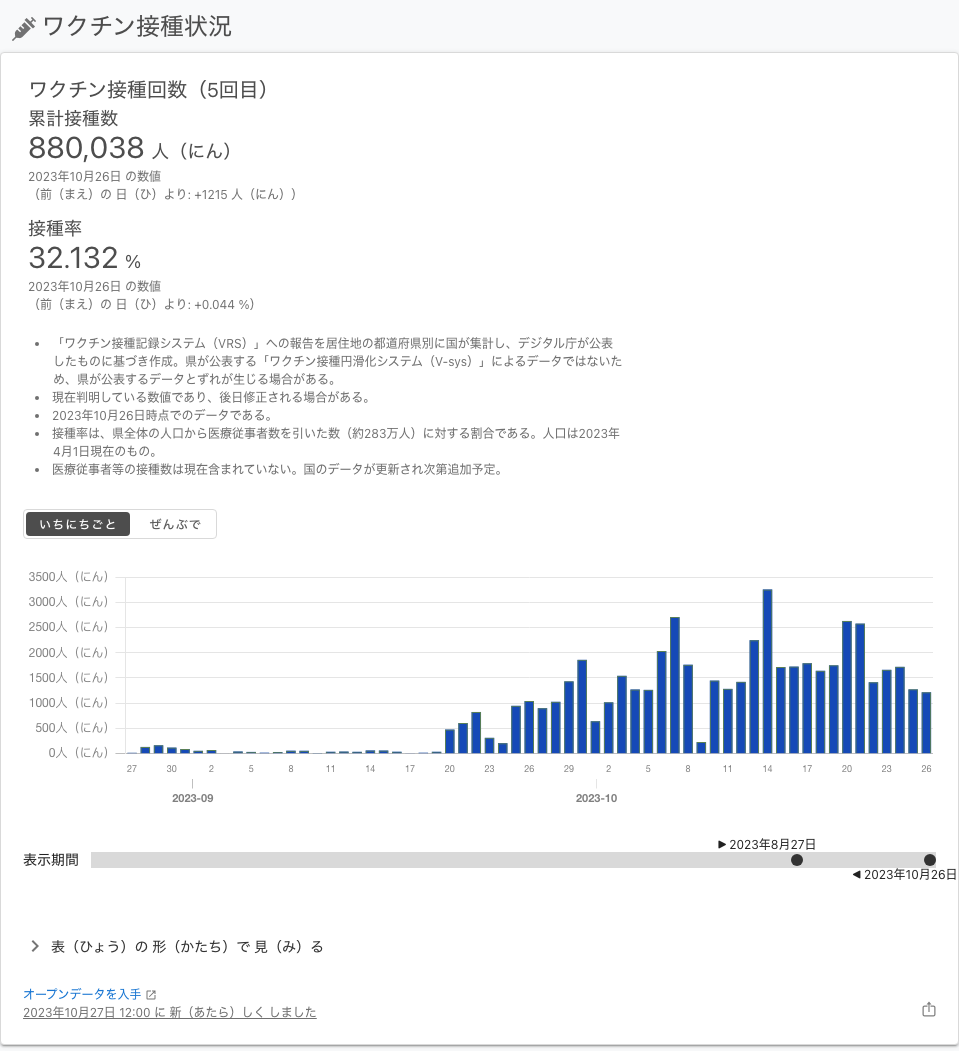 ワクチン接種状況
ワクチン接種回数（5回目）
累計接種数
880,038 人（にん）
2023年10月26日 の数値
（前（まえ）の 日（ひ）より: +1215 人（にん））
接種率
32.132 %
2023年10月26日 の数値
（前（まえ）の 日（ひ）より: +0.044 %）
• 「ワクチン接種記録システム（VRS）」への報告を居住地の都道府県別に国が集計し、デジタル庁が公表
したものに基づき作成。県が公表する「ワクチン接種円滑化システム（V-sys）」によるデータではないた
め、県が公表するデータとずれが生じる場合がある。
• 現在判明している数値であり、後日修正される場合がある。
• 2023年10月26日時点でのデータである。
• 接種率は、県全体の人口から医療従事者数を引いた数（約283万人）に対する割合である。人口は2023年
4月1日現在のもの。
• 医療従事者等の接種数は現在含まれていない。国のデータが更新され次第追加予定。
いちにちごと ぜんぶで
3500人（にん）
3000人（にん）
2500人（にん）
2000人（にん）
1500人（にん）
1000人（にん）
500人（にん）
0人（にん）
27 30 2 5 8 11 14 17 20 23 26 29 2 5 8 11 14 17 20 23 26
2023-09 2023-10
▶ 2023年8月27日
表示期間
◀ 2023年10月26日
表（ひょう）の 形（かたち）で 見（み）る
オープンデータを入手
2023年10月27日 12:00 に 新（あたら）しく しました